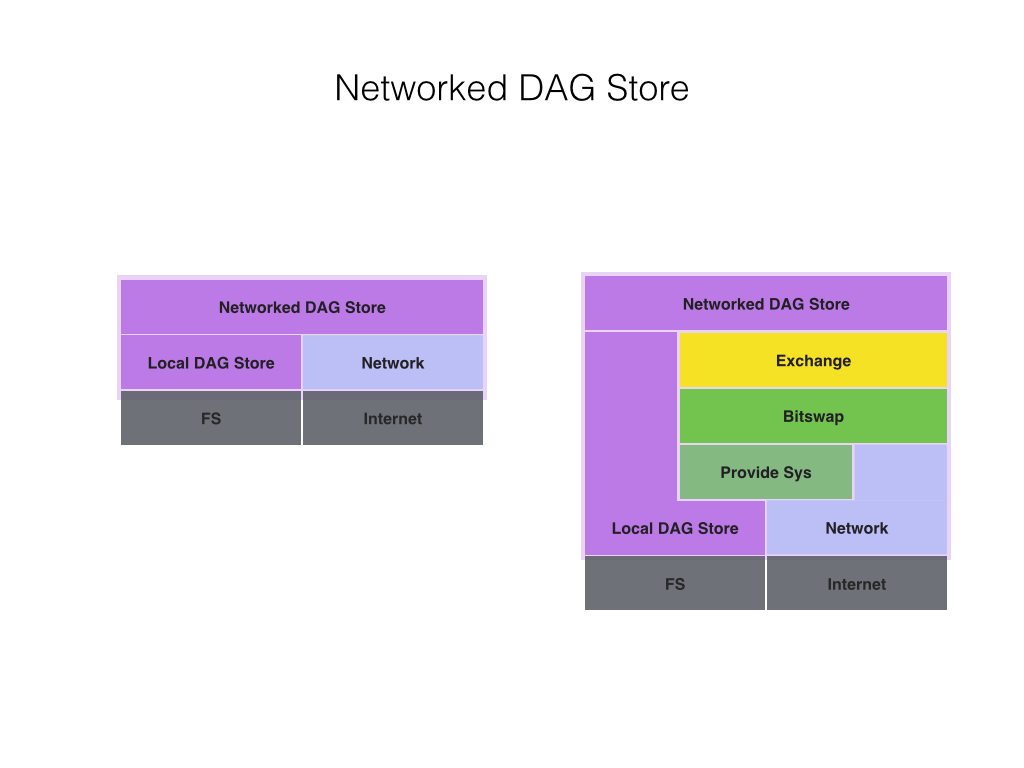 Networked DAG Store
Networked DAG Store
Local DAG Store
Network
FS
Internet
Networked DAG Store
Exchange
Bitswap
Provide Sys
Local DAG Store
Network
FS
Internet